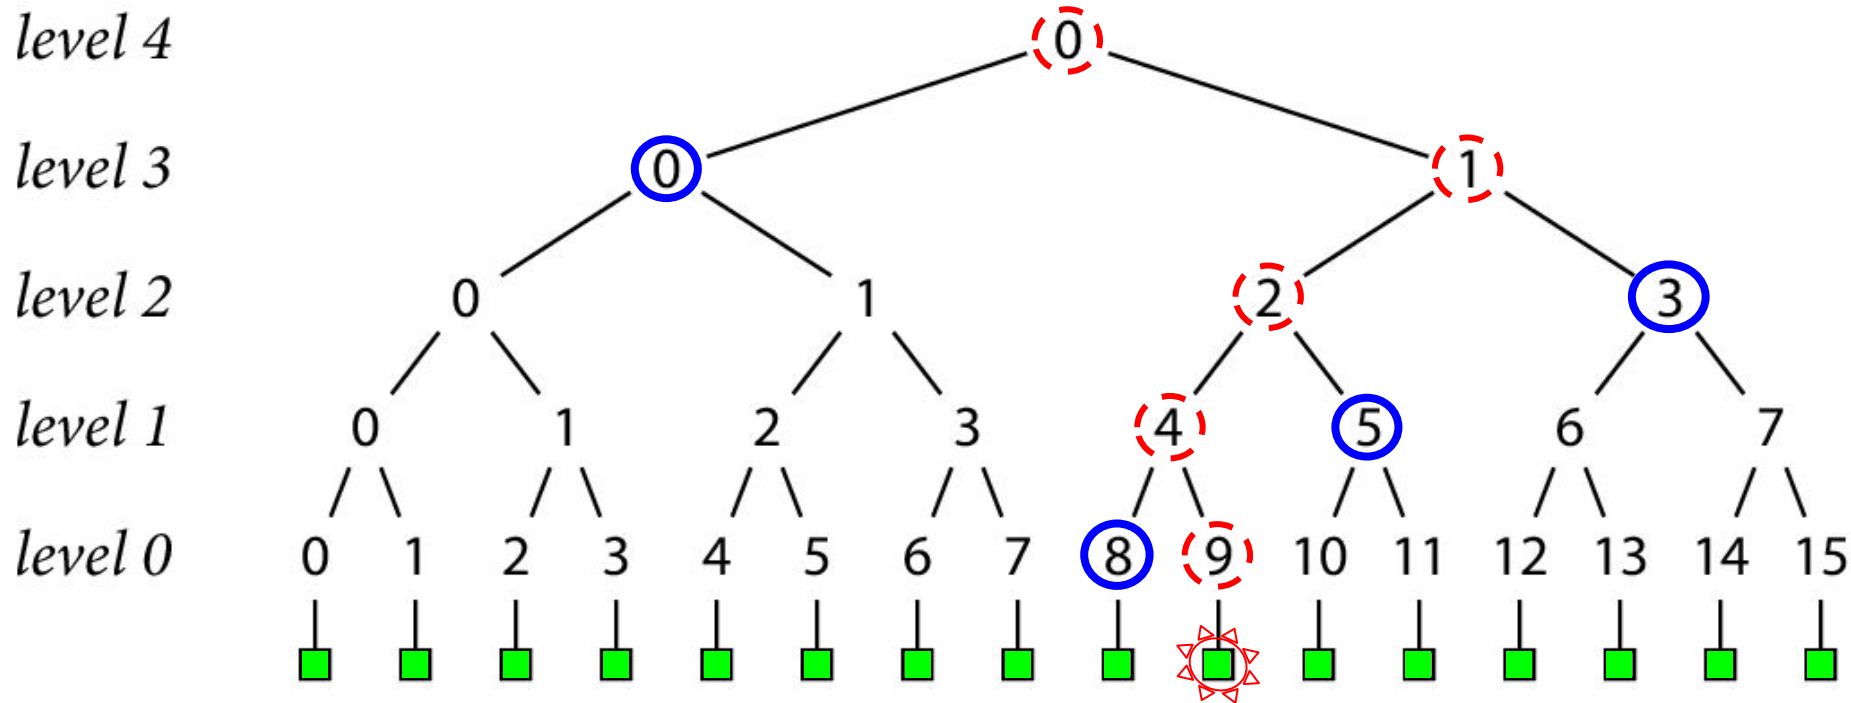 level 4 0
level 3 0 1
level 2 0 1 2 3
level 1 0 1 2 3 4 5 6 7
level 0 0 1 2 3 4 5 6 7 8 9 10 11 12 13 14 15